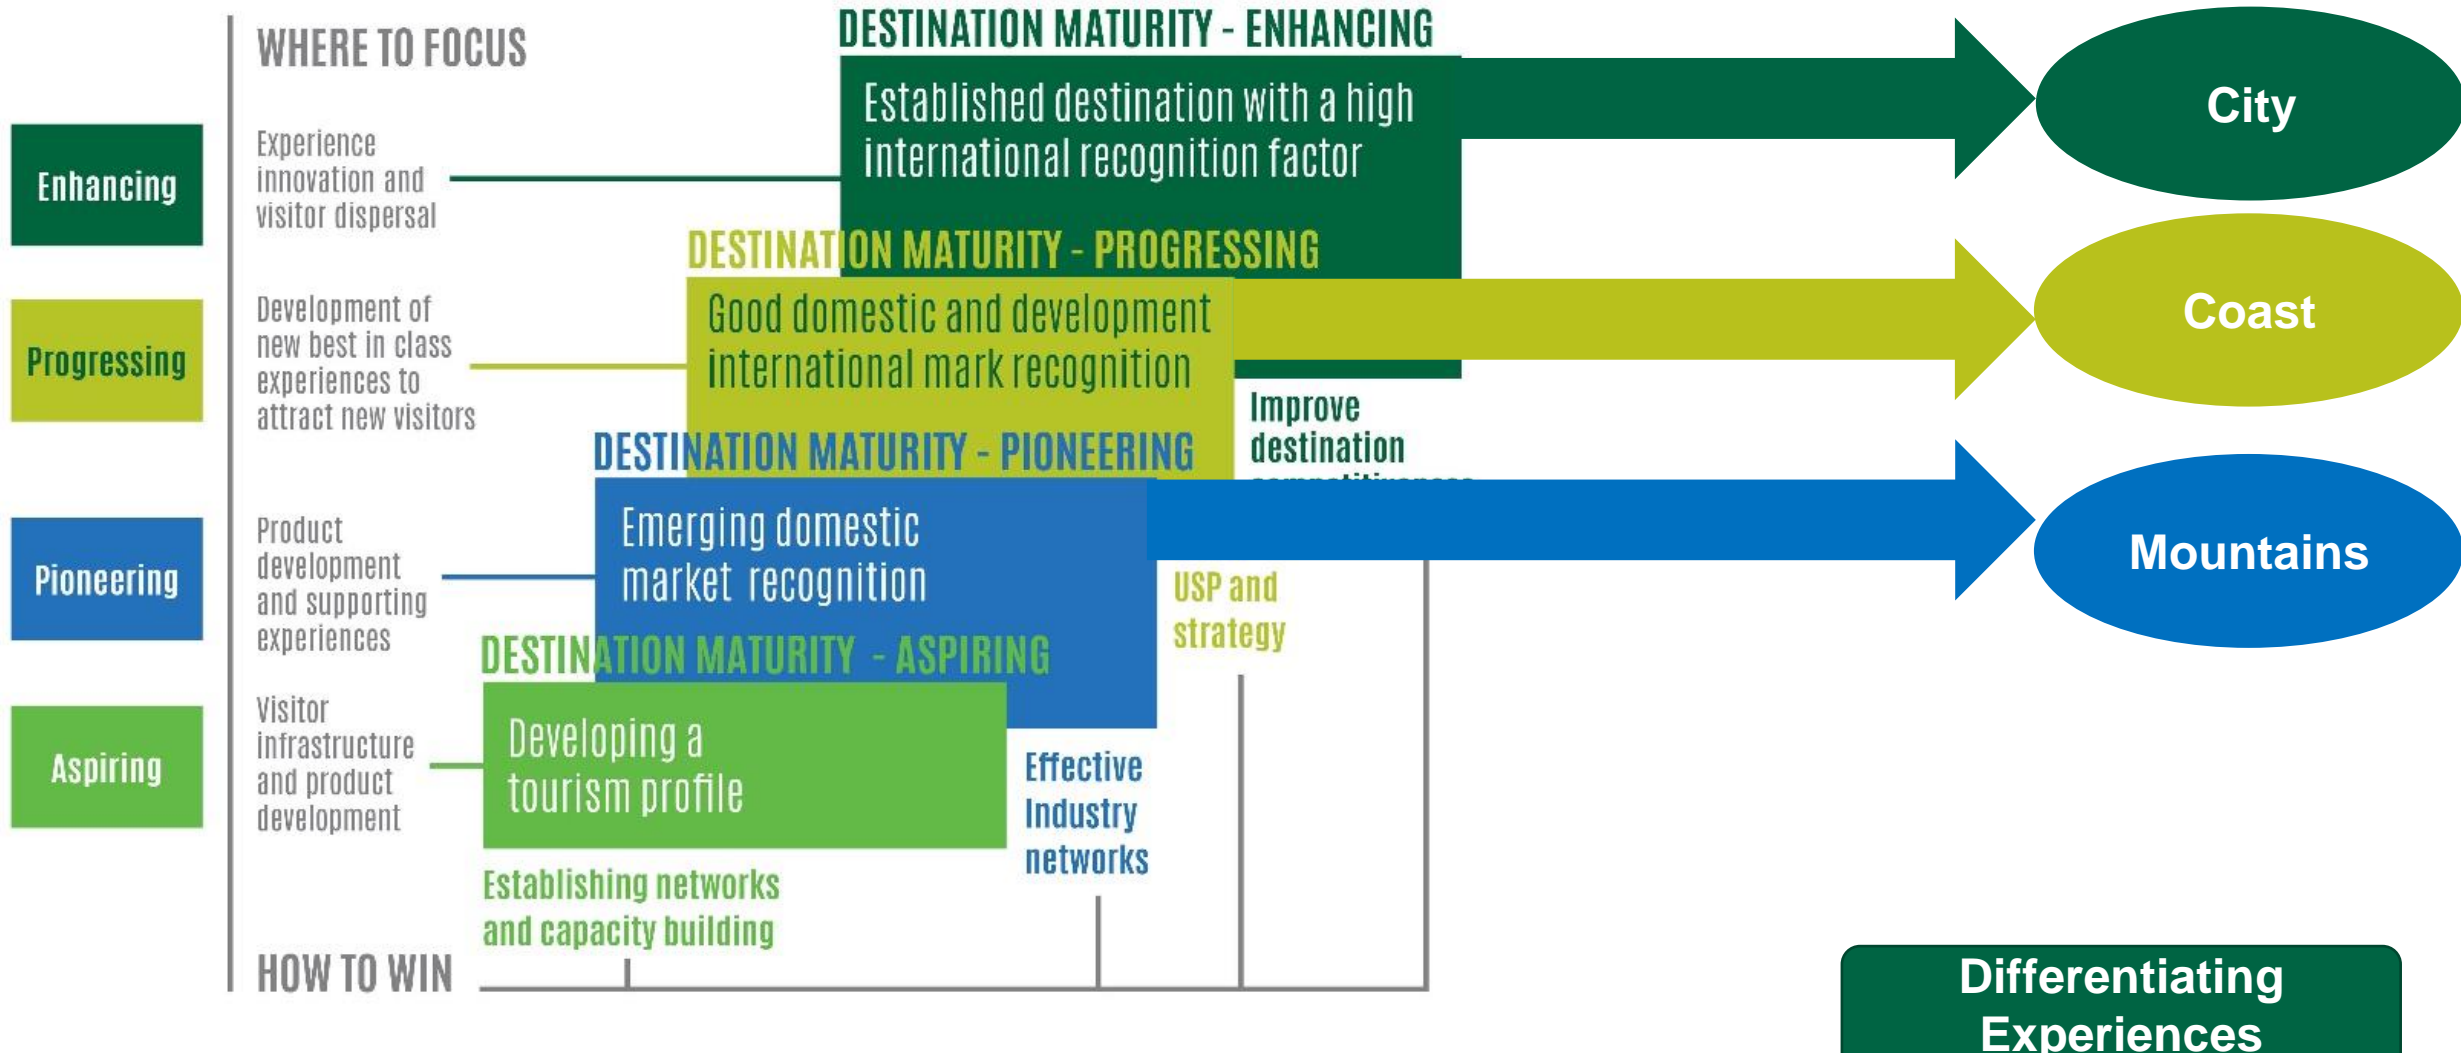 WHERE TO FOCUS
Enhancing
Experience
innovation and
visitor dispersal
DESTINATION MATURITY - ENHANCING
Established destination with a high
international recognition factor
City
Progressing
Development of
new best in class
experiences to
attract new visitors
DESTINATION MATURITY - PROGRESSING
Good domestic and development
international mark recognition
Coast
Improve
destination
Pioneering
Product
development
and supporting
experiences
DESTINATION MATURITY - PIONEERING
Emerging domestic
market recognition
Mountains
USP and
strategy
Aspiring
Visitor
infrastructure
and product
development
DESTINATION MATURITY - ASPIRING
Developing a
tourism profile
Effective
Industry
networks
Establishing networks
and capacity building
HOW TO WIN
Differentiating
Experiences